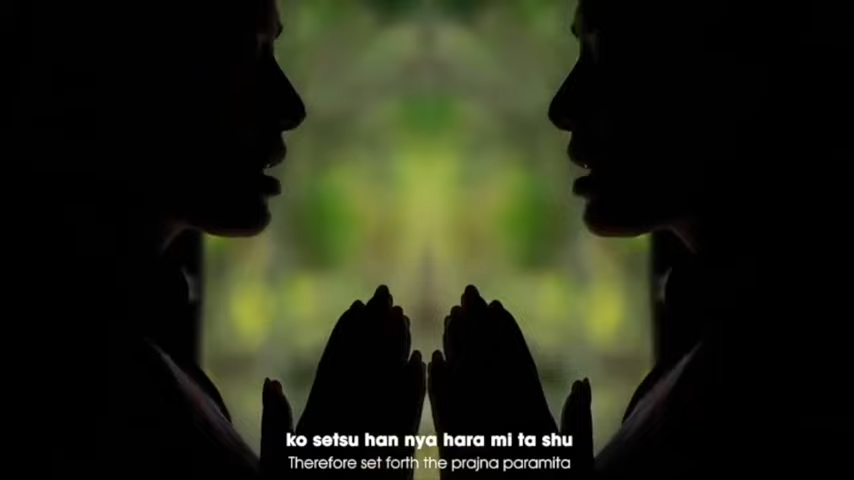 ko setsu han nya hara mi ta shu
Therefore set forth the prajna paramita